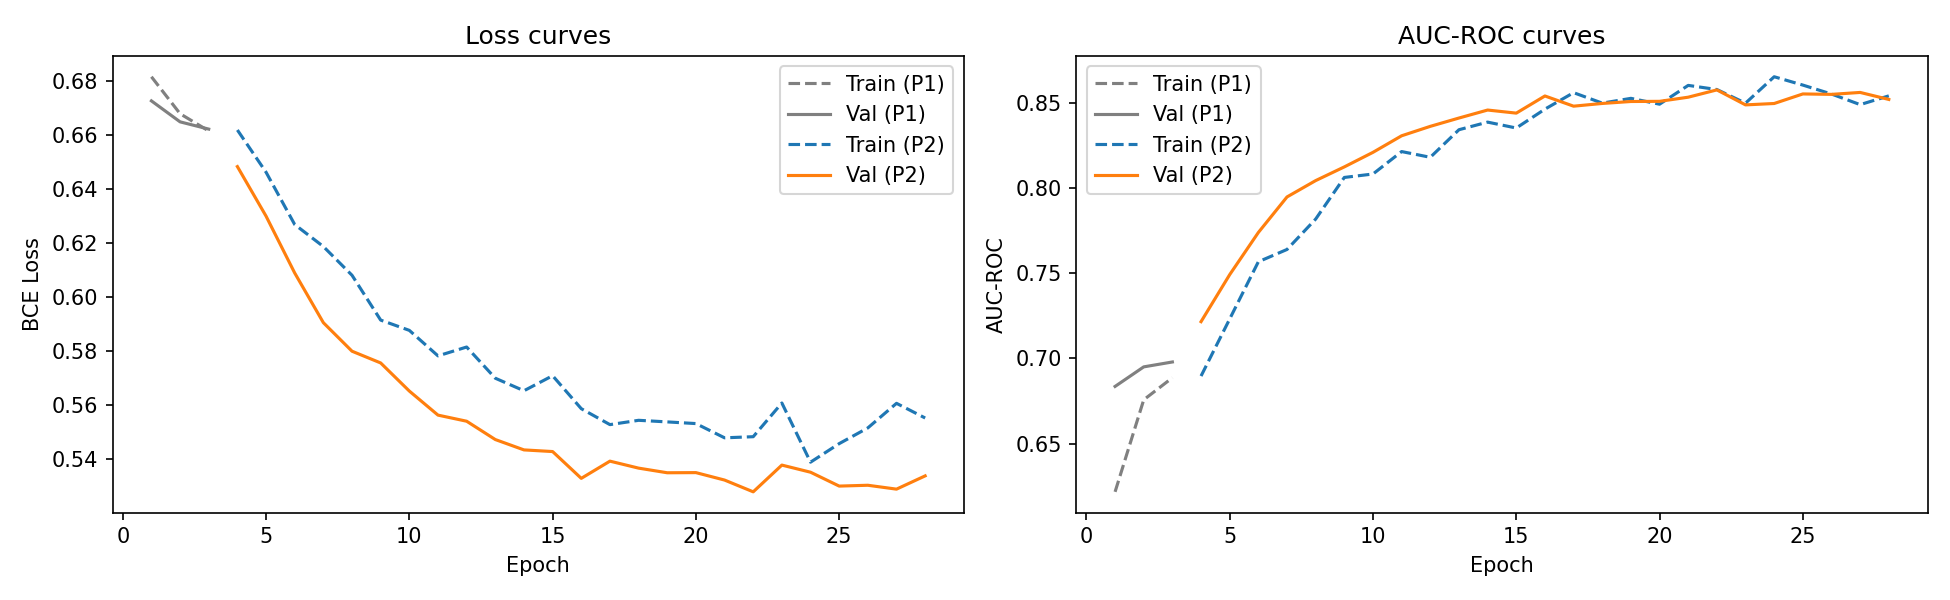 Loss curves
BCE Loss
0.68
0.66
0.64
0.62
0.60
0.58
0.56
0.54
Train (P1)
Val (P1)
Train (P2)
Val (P2)
0 5 10 15 20 25
Epoch
AUC-ROC curves
AUC-ROC
0.85
0.80
0.75
0.70
0.65
Train (P1)
Val (P1)
Train (P2)
Val (P2)
0 5 10 15 20 25
Epoch